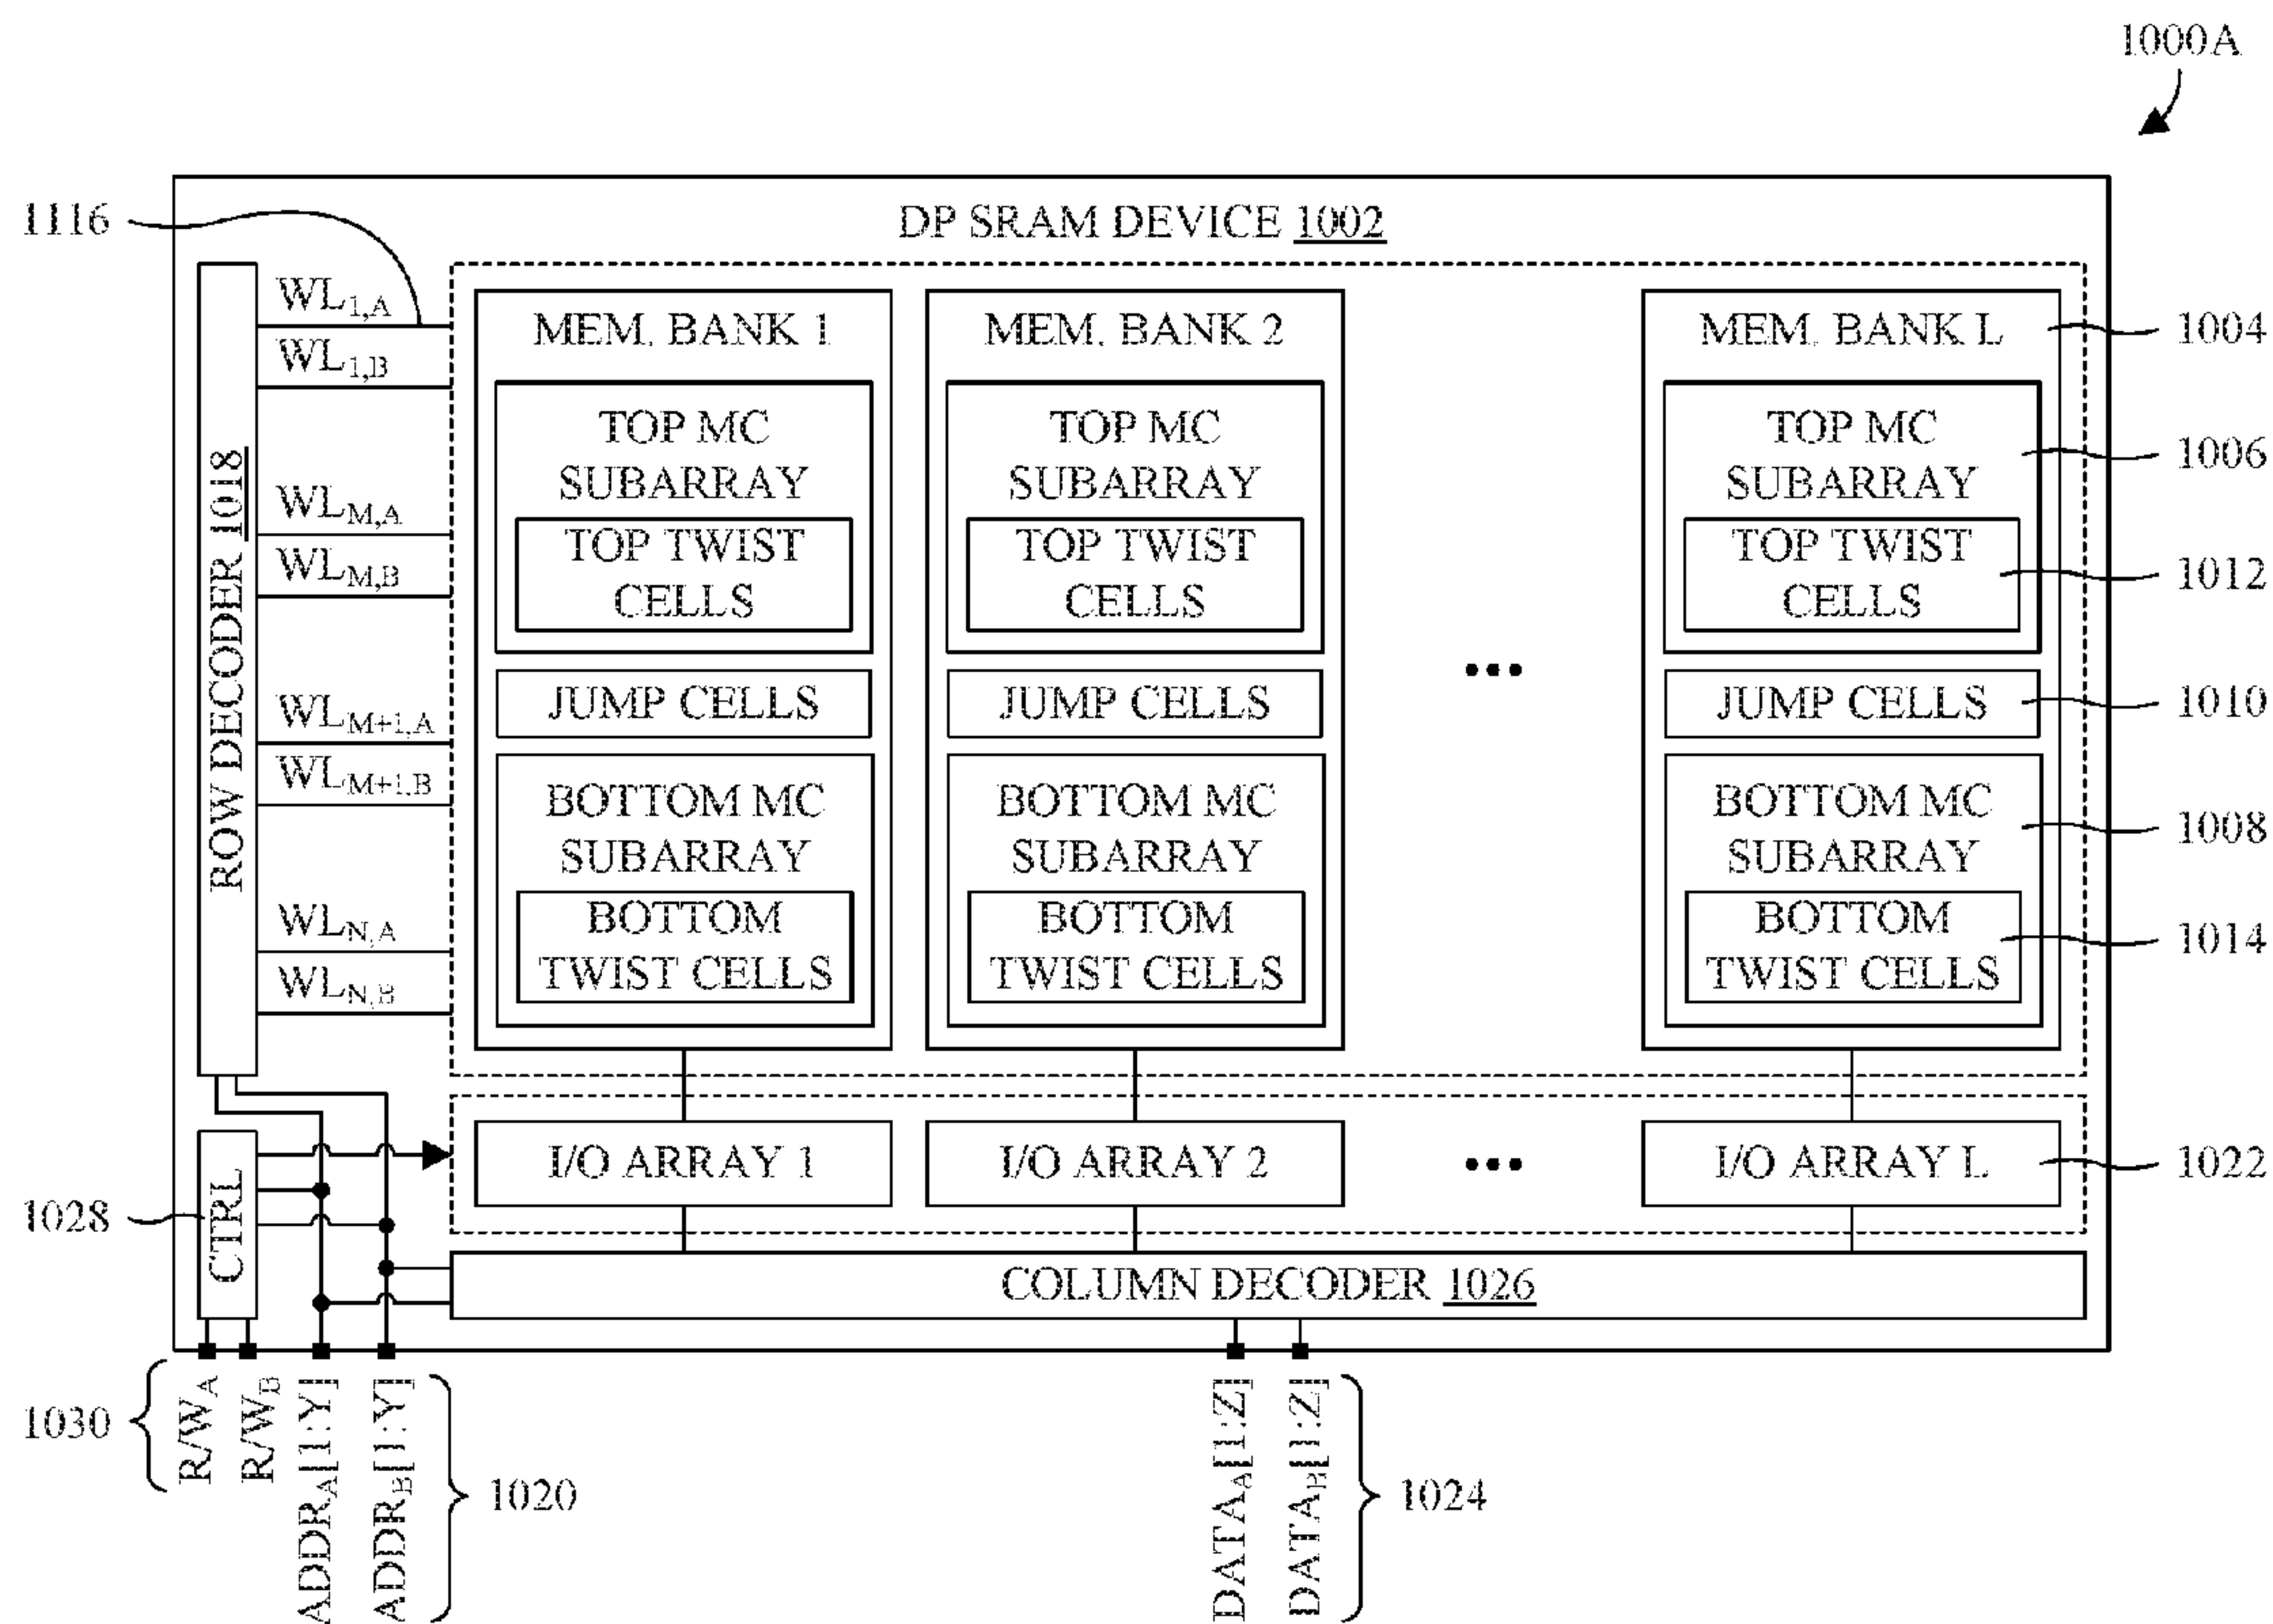 1000A
1116
DP SRAM DEVICE 1002
ROW DECODER 1018
WL1,A
WL1,B
WLM,A
WLM,B
WLM+1,A
WLM+1,B
WLN,A
WLN,B
MEM. BANK 1
TOP MC
SUBARRAY
TOP TWIST
CELLS
JUMP CELLS
BOTTOM MC
SUBARRAY
BOTTOM
TWIST CELLS
MEM. BANK 2
TOP MC
SUBARRAY
TOP TWIST
CELLS
JUMP CELLS
BOTTOM MC
SUBARRAY
BOTTOM
TWIST CELLS
...
MEM. BANK L
TOP MC
SUBARRAY
TOP TWIST
CELLS
JUMP CELLS
BOTTOM MC
SUBARRAY
BOTTOM
TWIST CELLS
1004
1006
1012
1010
1008
1014
I/O ARRAY 1
I/O ARRAY 2
...
I/O ARRAY L
1022
1028
CTRL
COLUMN DECODER 1026
1030
R/WA
R/WB
ADDRA[1:Y]
ADDRB[1:Y]
1020
DATAA[1:Z]
DATAB[1:Z]
1024